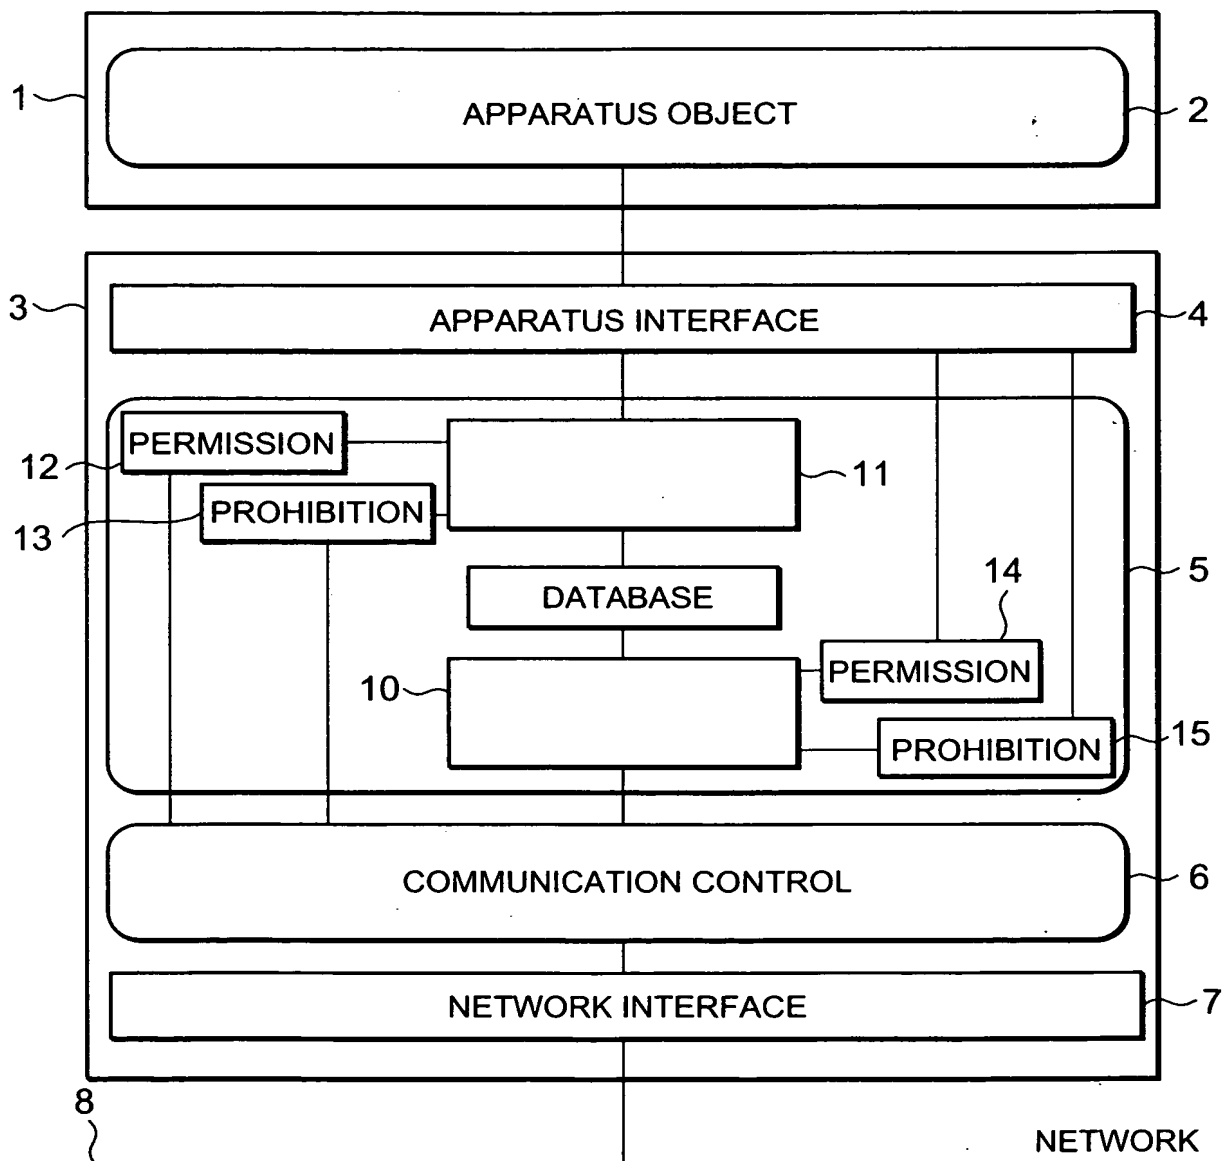 1
APPARATUS OBJECT
2
3
APPARATUS INTERFACE
4
PERMISSION
12
11
PROHIBITION
13
DATABASE
14
5
PERMISSION
10
PROHIBITION
15
COMMUNICATION CONTROL
6
NETWORK INTERFACE
7
8
NETWORK